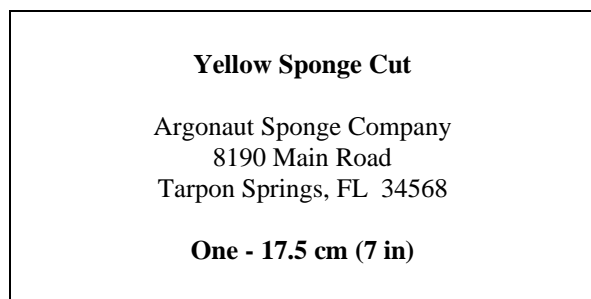 Yellow Sponge Cut
Argonaut Sponge Company
8190 Main Road
Tarpon Springs, FL  34568
One - 17.5 cm (7 in)